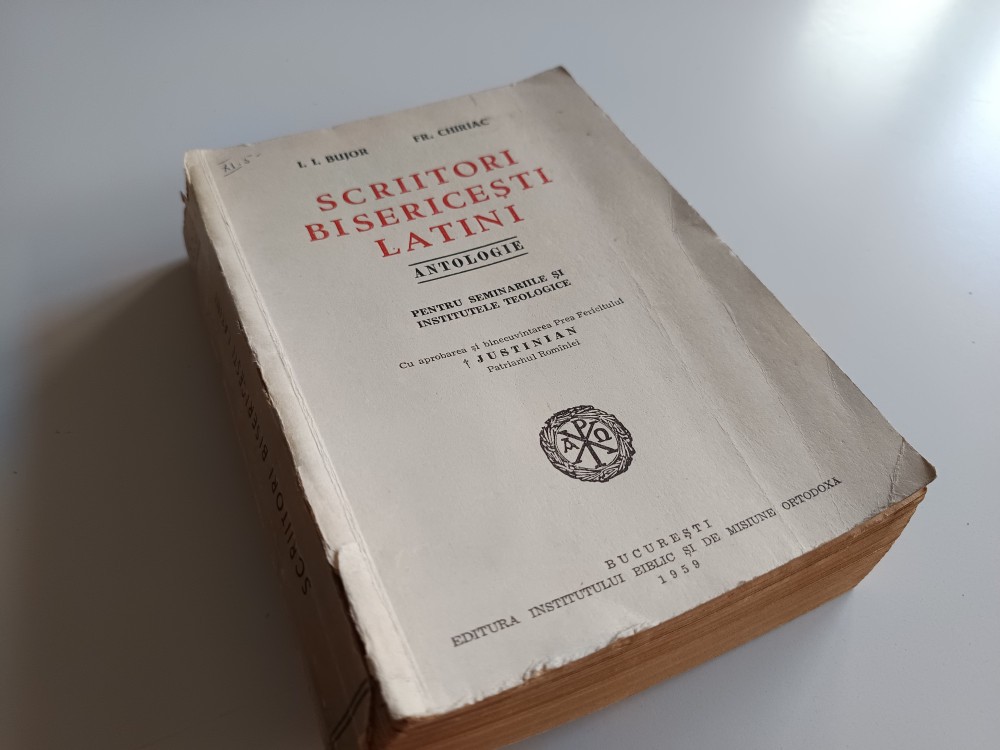 I. I. BUJOR
FR. CHIRIAC
SCRIITORI
BISERICEȘTI
LATINI
ANTOLOGIE
PENTRU SEMINARIILE ȘI
INSTITUTELE TEOLOGICE
Cu aprobarea și binecuvîntarea Prea Fericitului
† JUSTINIAN
Patriarhul Romîniei
A P Ω
BUCUREȘTI
EDITURA INSTITUTULUI BIBLIC ȘI DE MISIUNE ORTODOXA
1959
SCRIITORI BISERICEȘTI